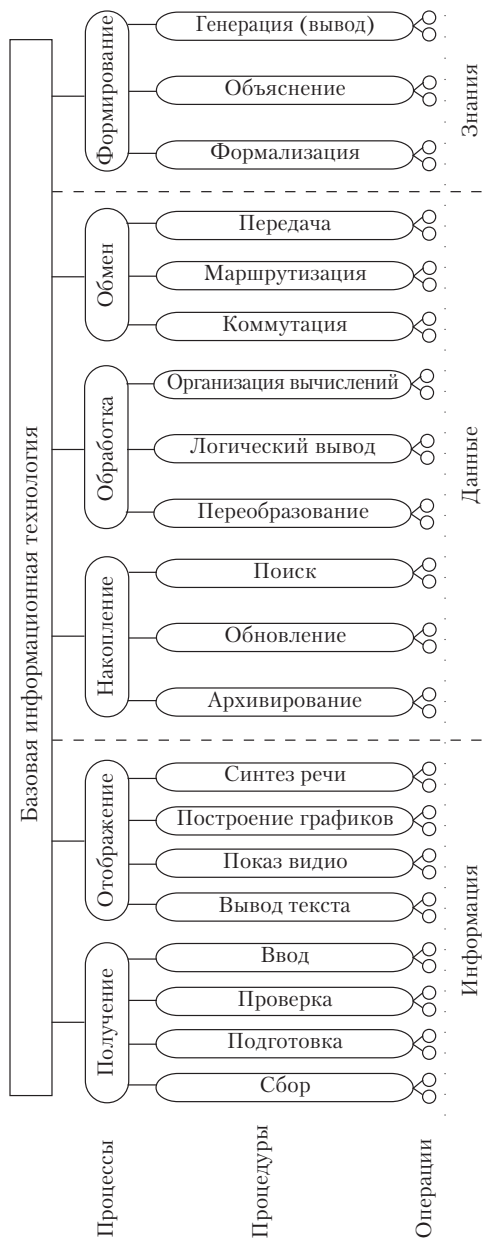 Базовая информационная технология
Процессы
Получение
Отображение
Накопление
Обработка
Обмен
Формирование
Процедуры
Сбор
Подготовка
Проверка
Ввод
Вывод текста
Показ видио
Построение графиков
Синтез речи
Архивирование
Обновление
Поиск
Переобразование
Логический вывод
Организация вычислений
Коммутация
Маршрутизация
Передача
Формализация
Объяснение
Генерация (вывод)
Операции
Информация
Данные
Знания